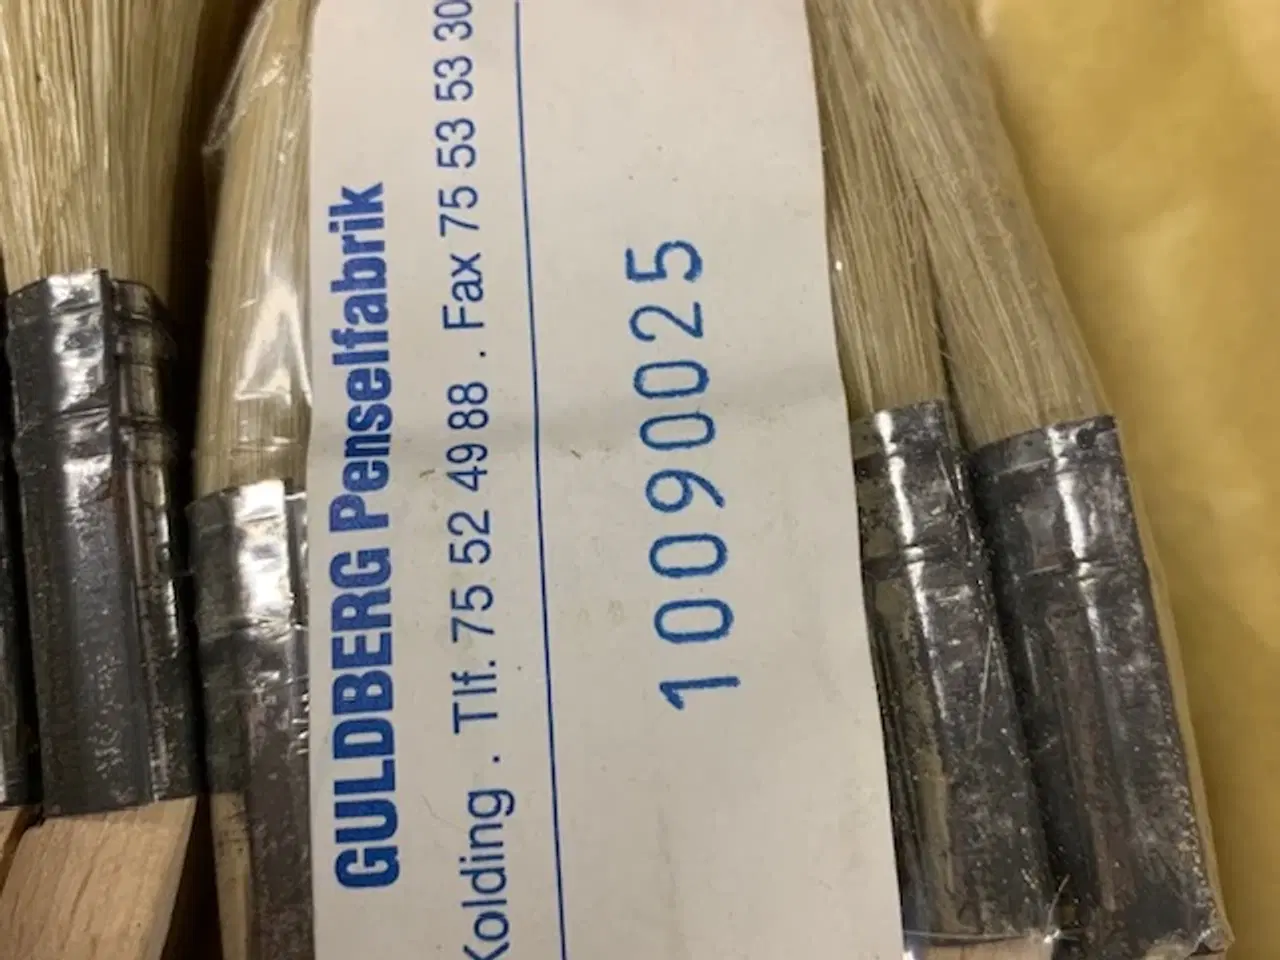 GULDBERG Penselfabrik
Kolding . Tlf. 75 52 49 88 . Fax 75 53 53 30
10090025